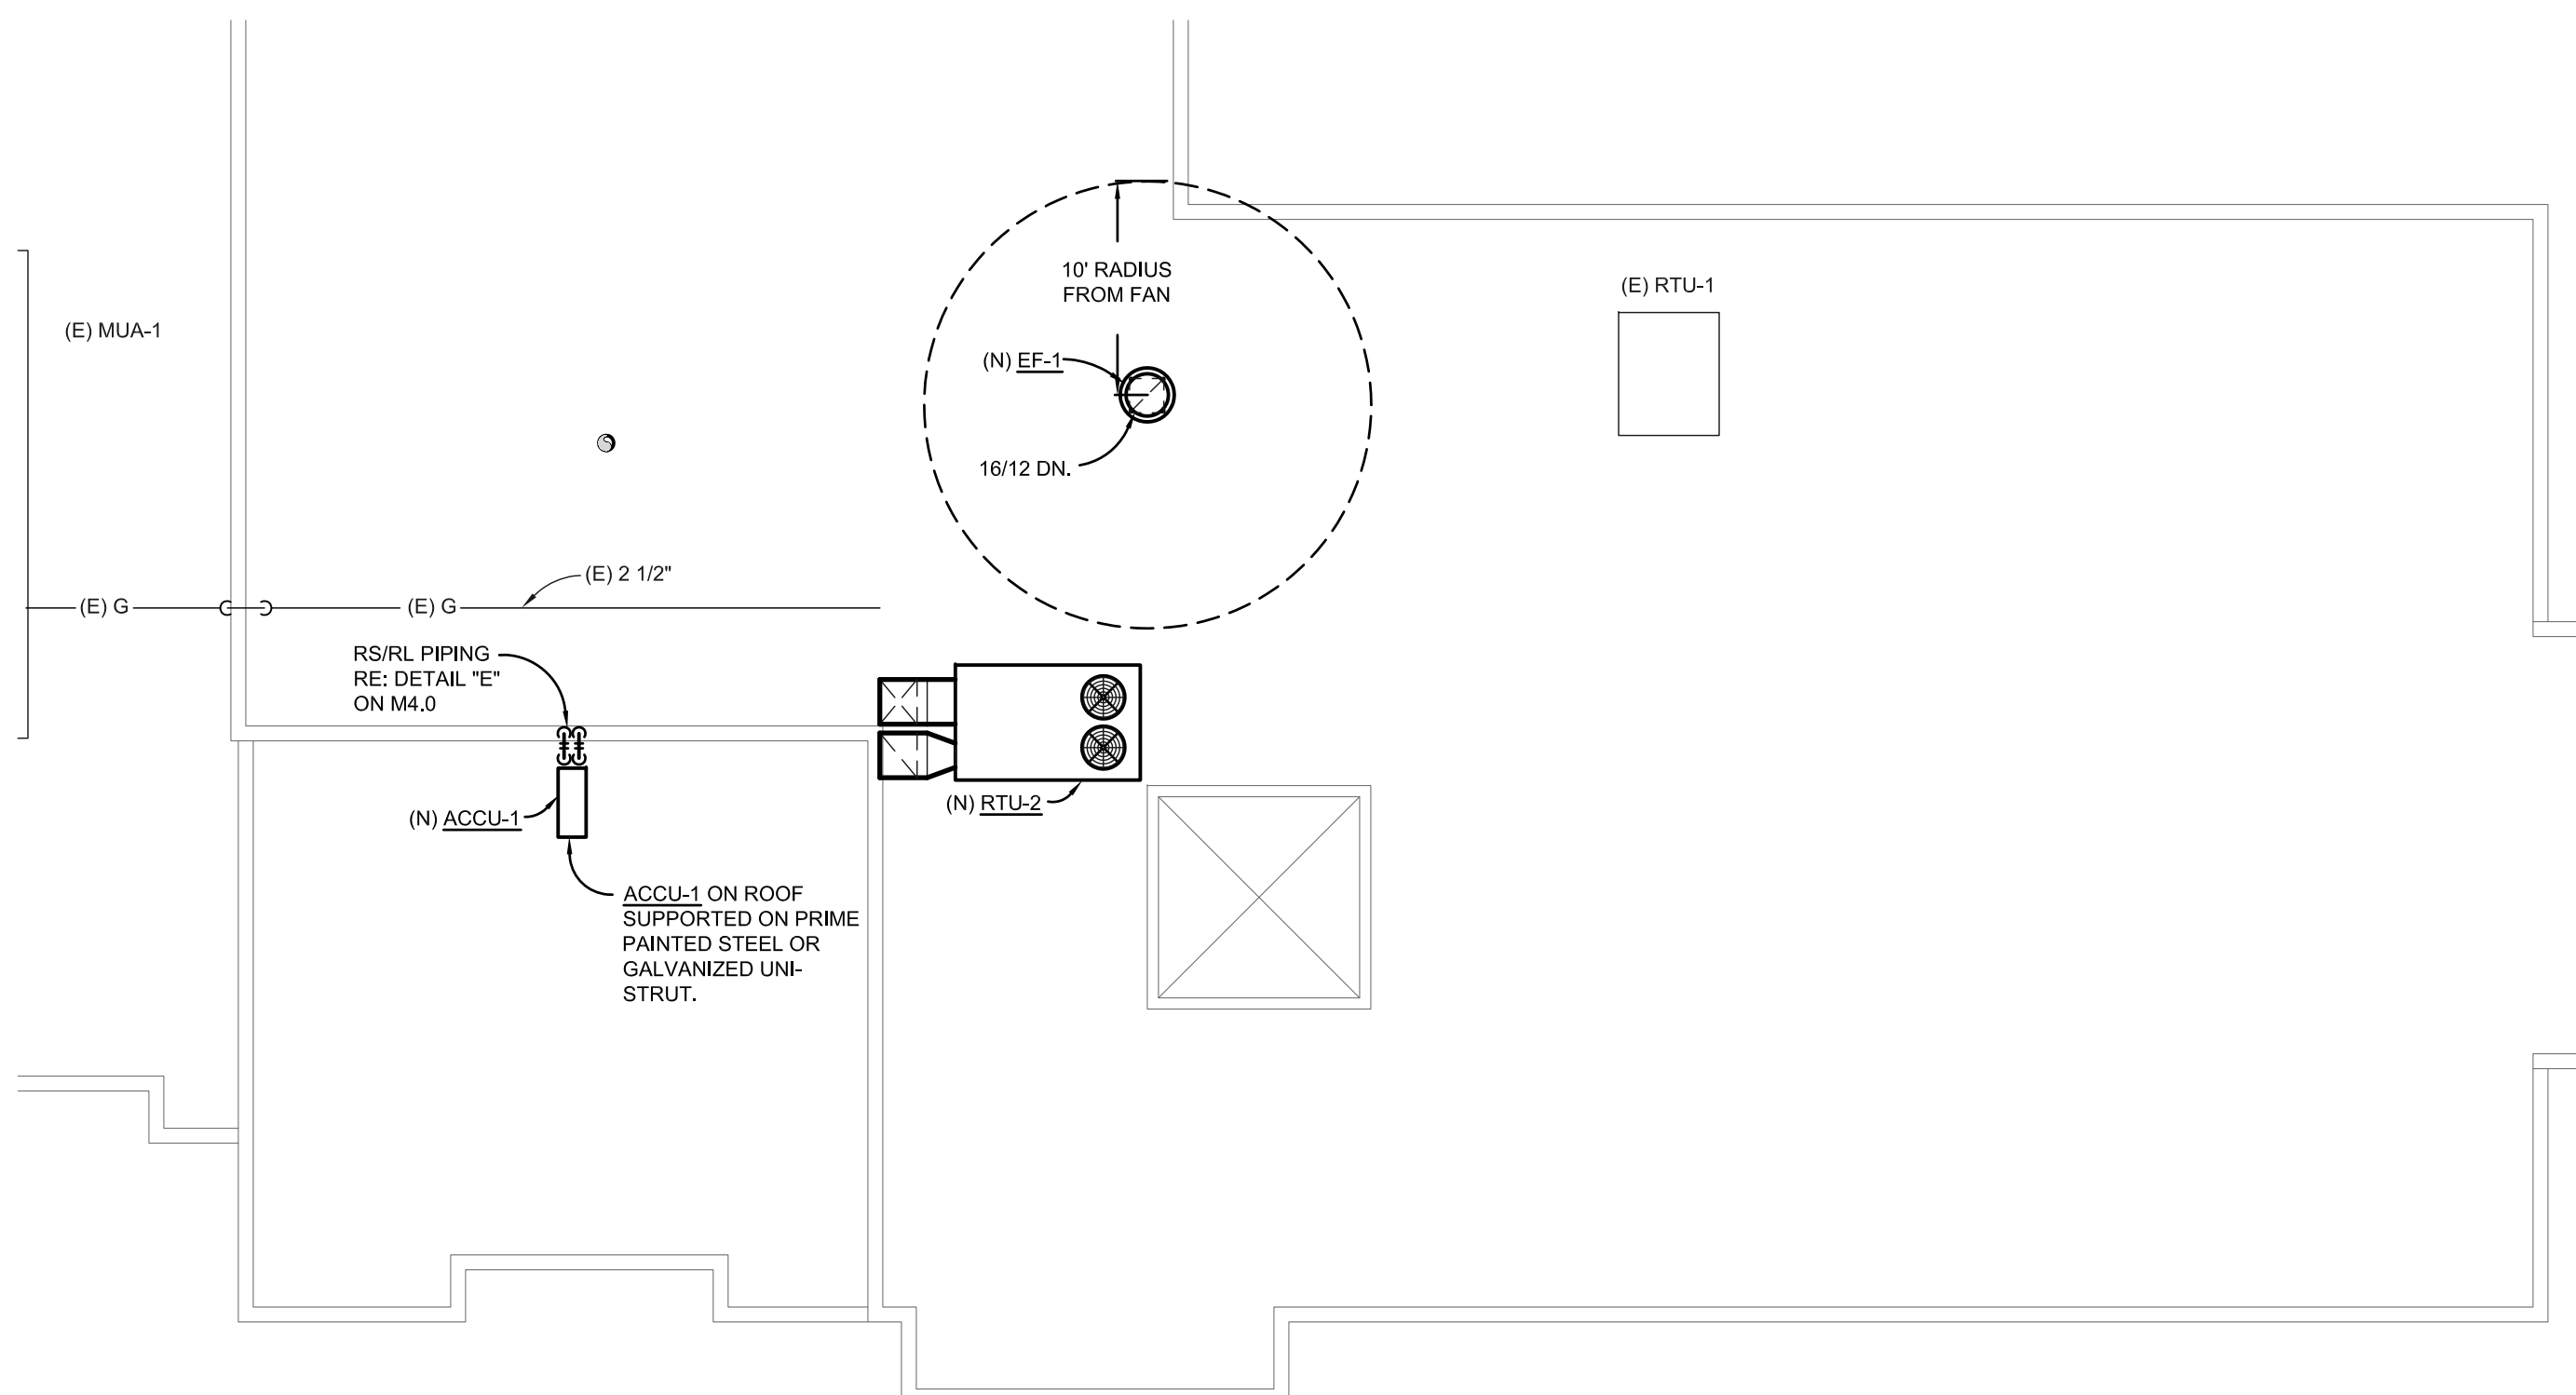 10' RADIUS
FROM FAN
(E) RTU-1
(E) MUA-1
(N) EF-1
16/12 DN.
(E) 2 1/2"
(E) G
(E) G
RS/RL PIPING
RE: DETAIL "E"
ON M4.0
(N) RTU-2
(N) ACCU-1
ACCU-1 ON ROOF
SUPPORTED ON PRIME
PAINTED STEEL OR
GALVANIZED UNI-
STRUT.